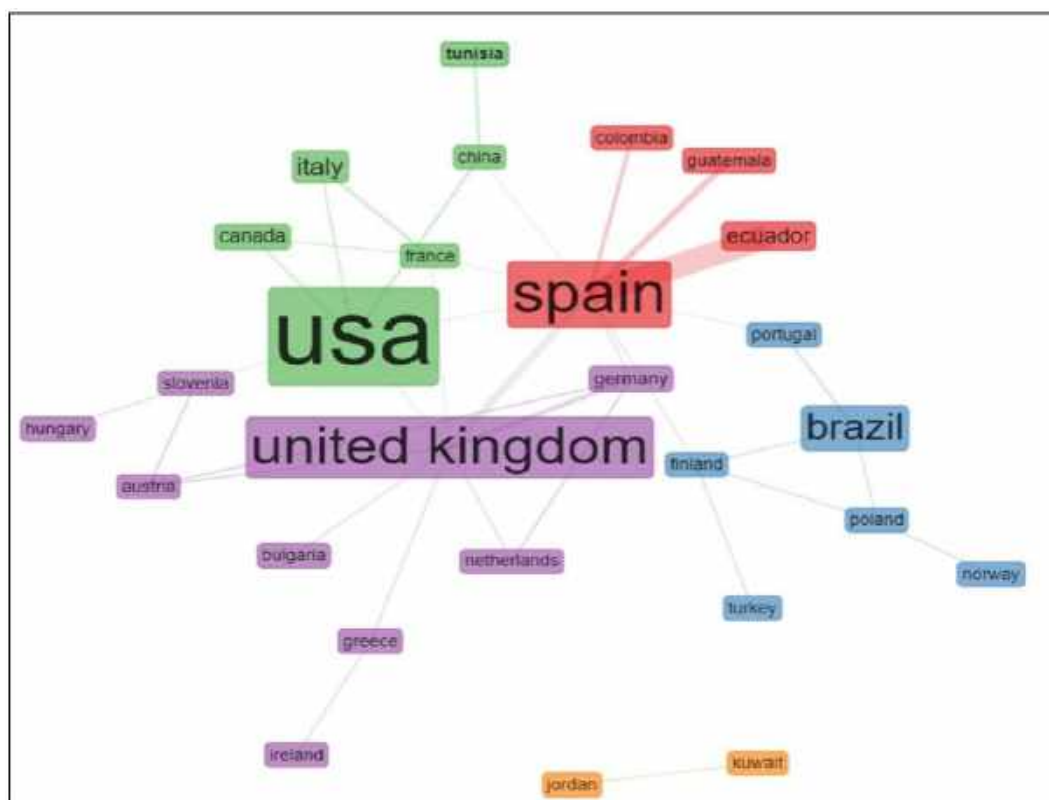 tunisia
colombia
china
guatemala
italy
canada
ecuador
france
spain
usa
portugal
germany
slovenia
hungary
brazil
united kingdom
finland
austria
poland
bulgaria
netherlands
norway
turkey
greece
ireland
kuwait
jordan